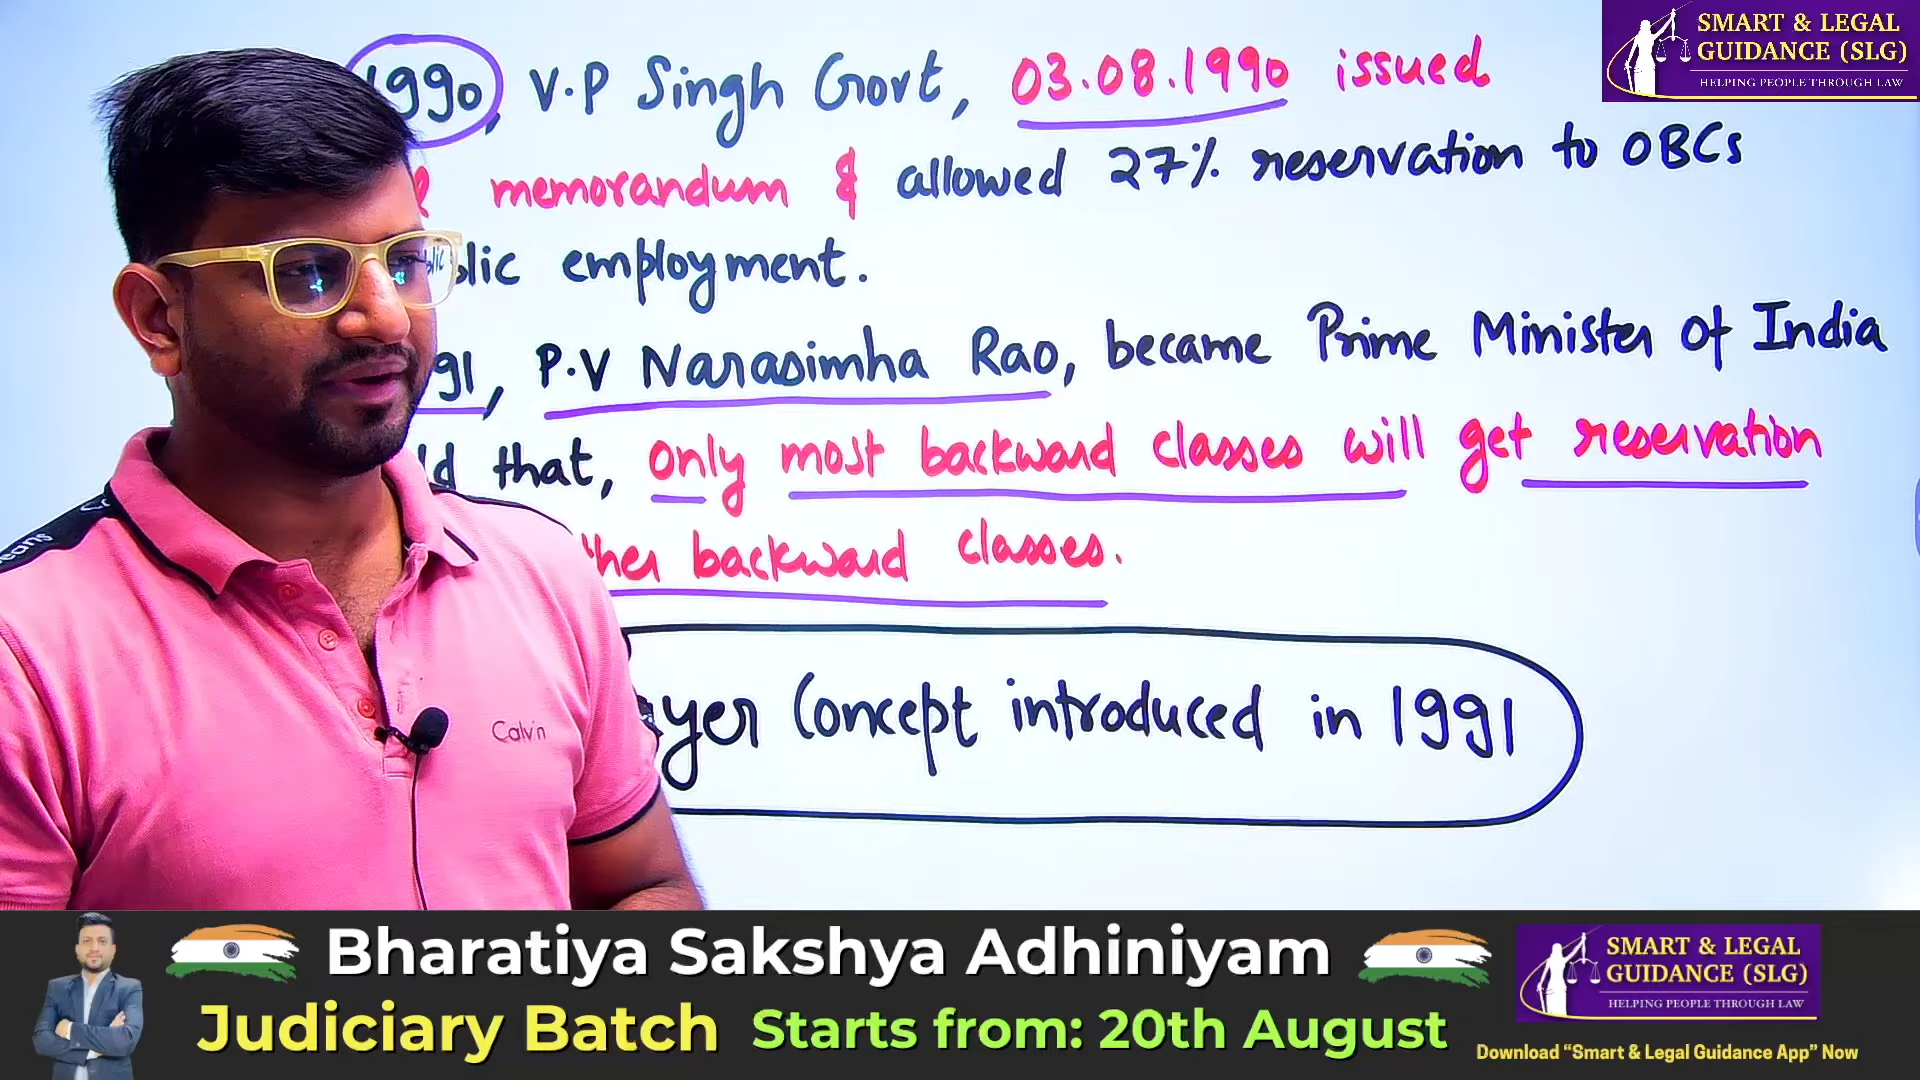 1990, V.P Singh Govt, 03.08.1990 issued
memorandum & allowed 27% reservation to OBCs
employment.
P.V Narasimha Rao, became Prime Minister of India
that, only most backward classes will get reservation
backward classes.
Concept introduced in 1991
SMART & LEGAL
GUIDANCE (SLG)
HELPING PEOPLE THROUGH LAW
Calvin
Bharatiya Sakshya Adhiniyam
Judiciary Batch Starts from: 20th August
SMART & LEGAL
GUIDANCE (SLG)
HELPING PEOPLE THROUGH LAW
Download “Smart & Legal Guidance App” Now